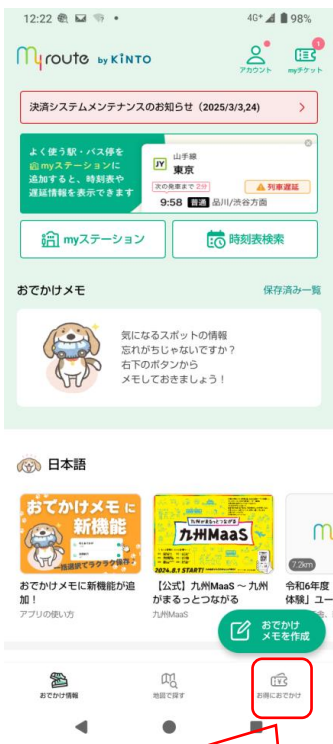 12:22
4G+ 98%
my route by KINTO
アカウント
myチケット
決済システムメンテナンスのお知らせ（2025/3/3,24）
よく使う駅・バス停を
myステーションに
追加すると、時刻表や
遅延情報を表示できます
JY
山手線
東京
次の発車まで 2分
列車遅延
9:58 普通 品川/渋谷方面
myステーション
時刻表検索
おでかけメモ
保存済み一覧
気になるスポットの情報
忘れがちじゃないですか？
右下のボタンから
メモしておきましょう！
日本語
おでかけメモ に
新機能
一括選択でラクラク保存♪
九州がまるっとつながる
九州MaaS
2024.8.1 START!
7.2km
おでかけメモに新機能が追
加！
アプリの使い方
【公式】九州MaaS ～ 九州
がまるっとつながる
九州MaaS
令和6年度
体験」ユー
おでかけ
メモを作成
おでかけ情報
地図で探す
お得におでかけ